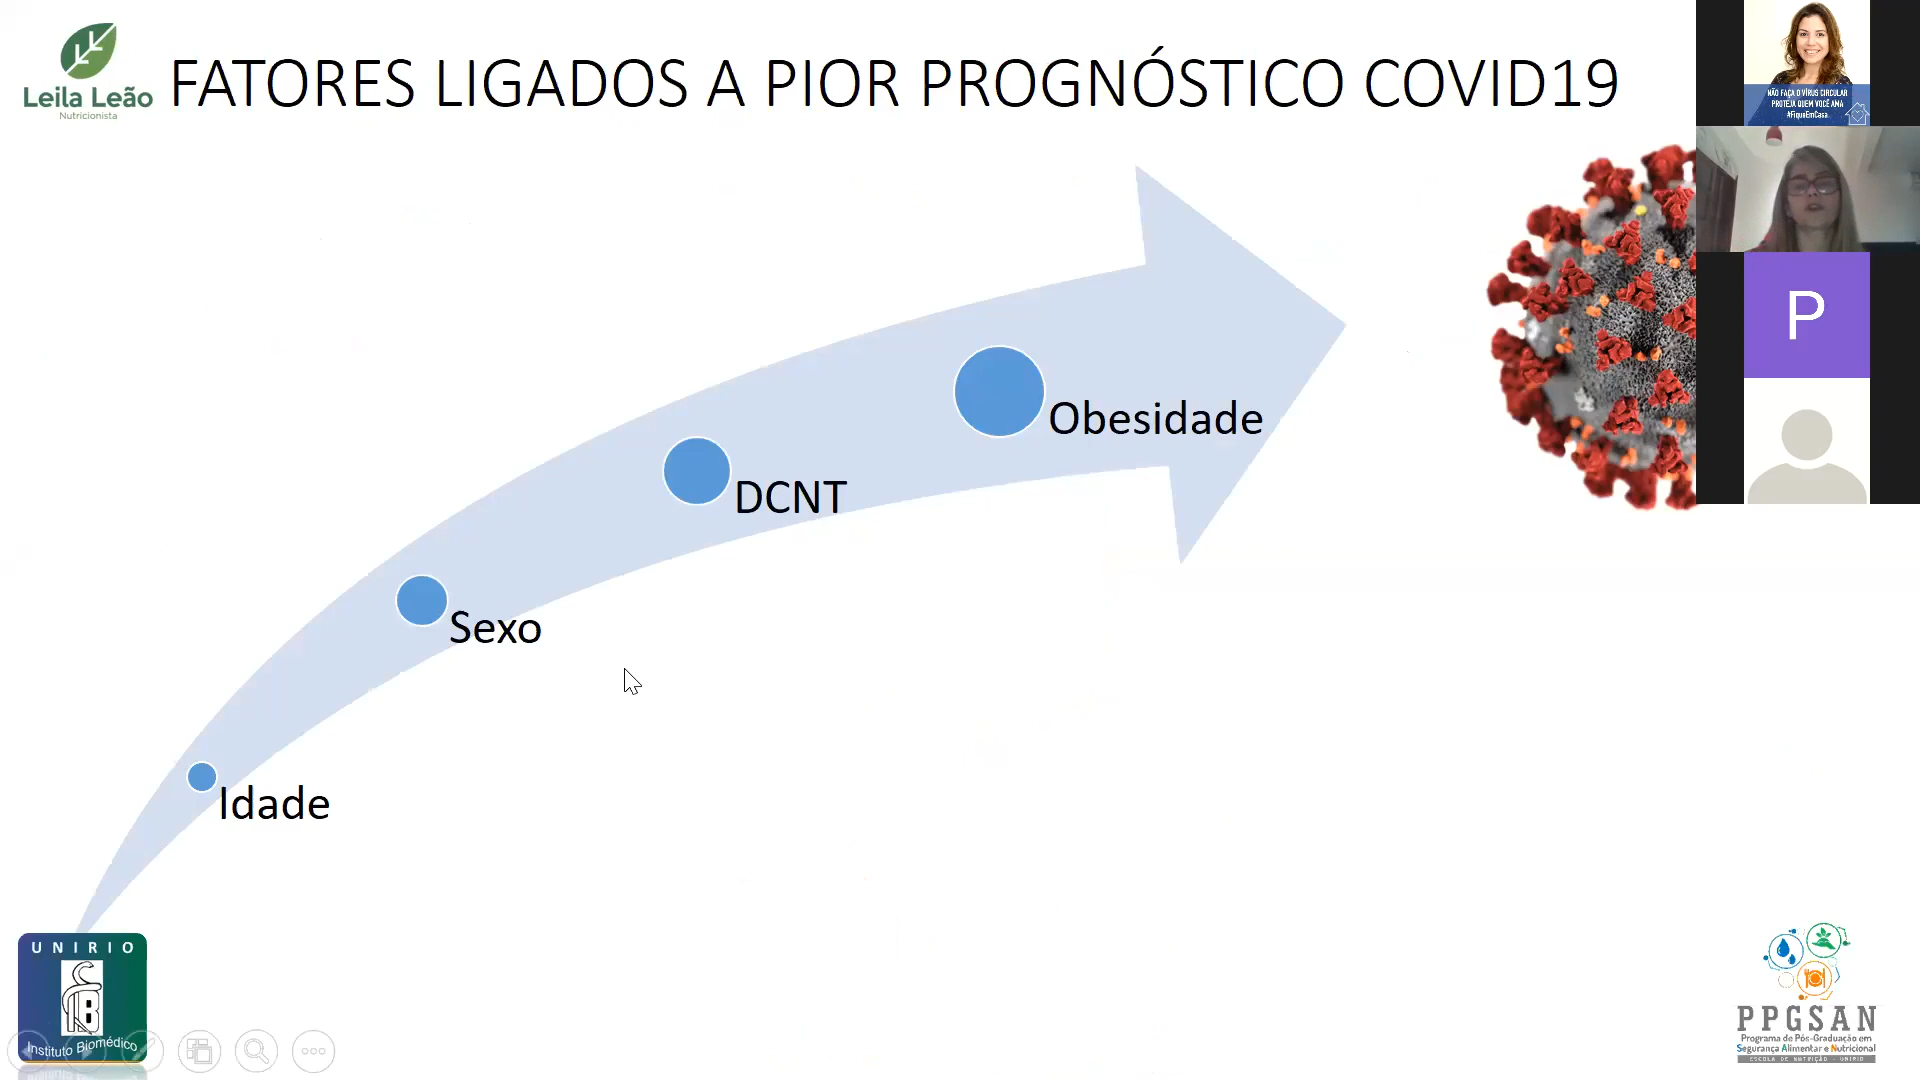 Leila Leão
Nutricionista
FATORES LIGADOS A PIOR PROGNÓSTICO COVID19
NÃO FAÇA O VÍRUS CIRCULAR
PROTEJA QUEM VOCÊ AMA
#FiqueEmCasa
P
Obesidade
DCNT
Sexo
Idade
UNIRIO
IB
Instituto Biomédico
PPGSAN
Programa de Pós-Graduação em
Segurança Alimentar e Nutricional
ESCOLA DE NUTRIÇÃO - UNIRIO